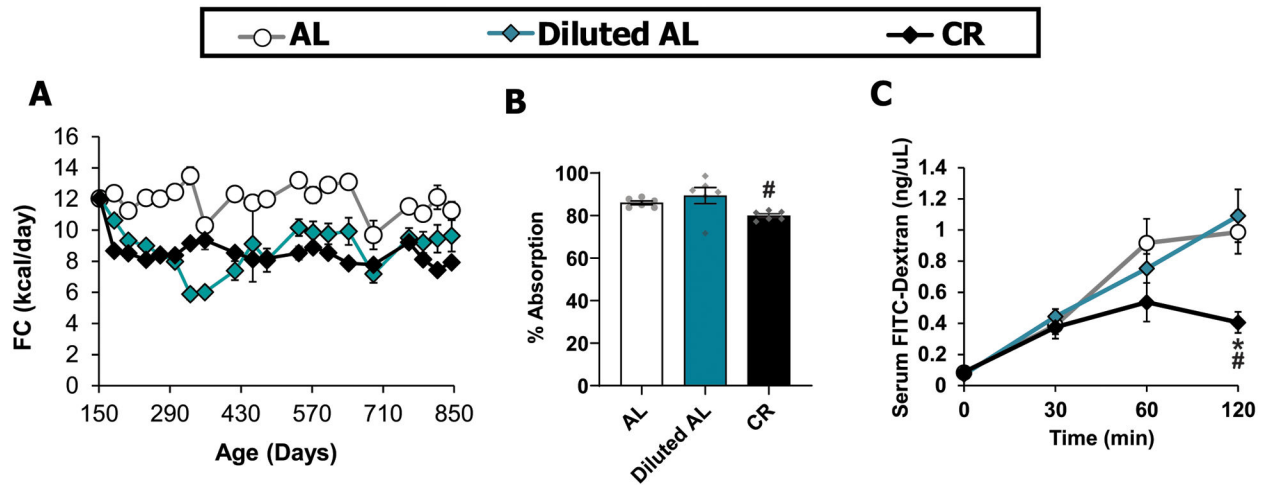 AL Diluted AL CR
A
FC (kcal/day)
16
14
12
10
8
6
4
2
0
150 290 430 570 710 850
Age (Days)
B
% Absorption
100
80
60
40
20
0
#
AL Diluted AL CR
C
Serum FITC-Dextran (ng/uL)
1.4
1.2
1
0.8
0.6
0.4
0.2
0
*
#
0 30 60 120
Time (min)